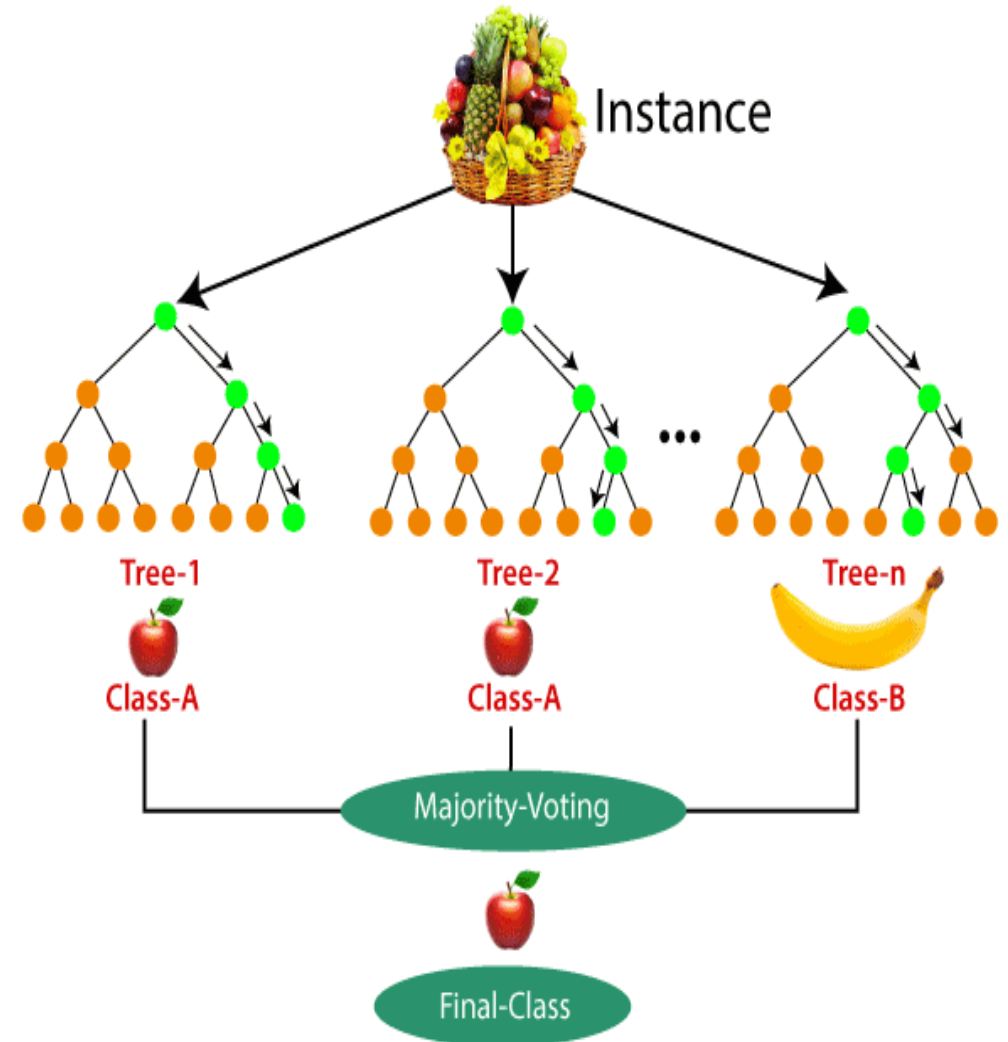 Instance
...
Tree-1
Tree-2
Tree-n
Class-A
Class-A
Class-B
Majority-Voting
Final-Class